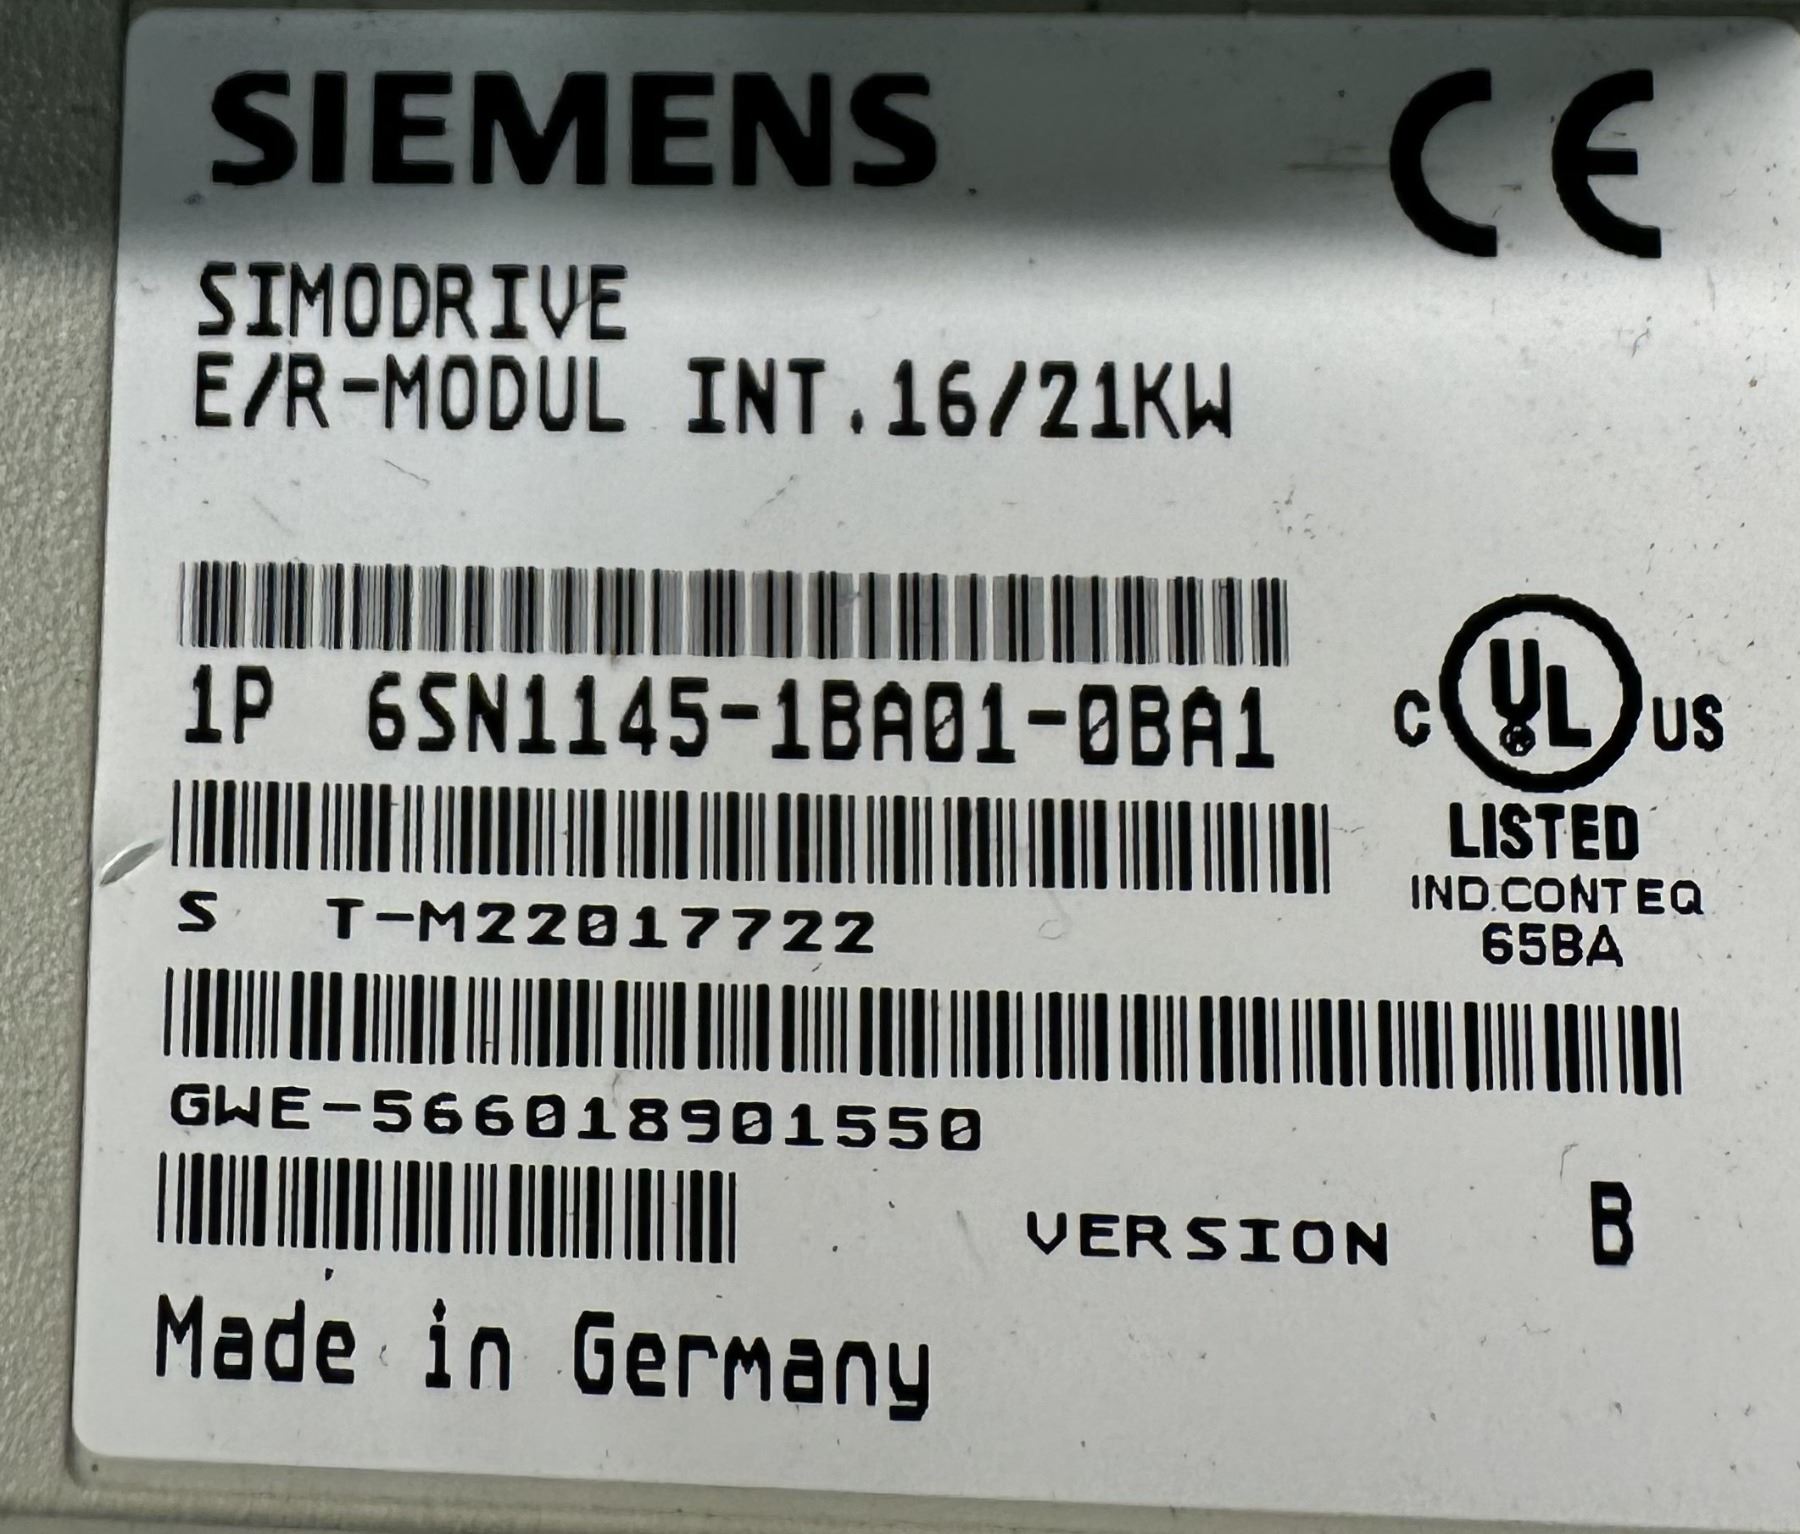 SIEMENS
CE
SIMODRIVE
E/R-MODUL INT.16/21KW
1P 6SN1145-1BA01-0BA1
C UL US
®
LISTED
IND.CONT EQ
65BA
S T-M22017722
GWE-566018901550
VERSION B
Made in Germany